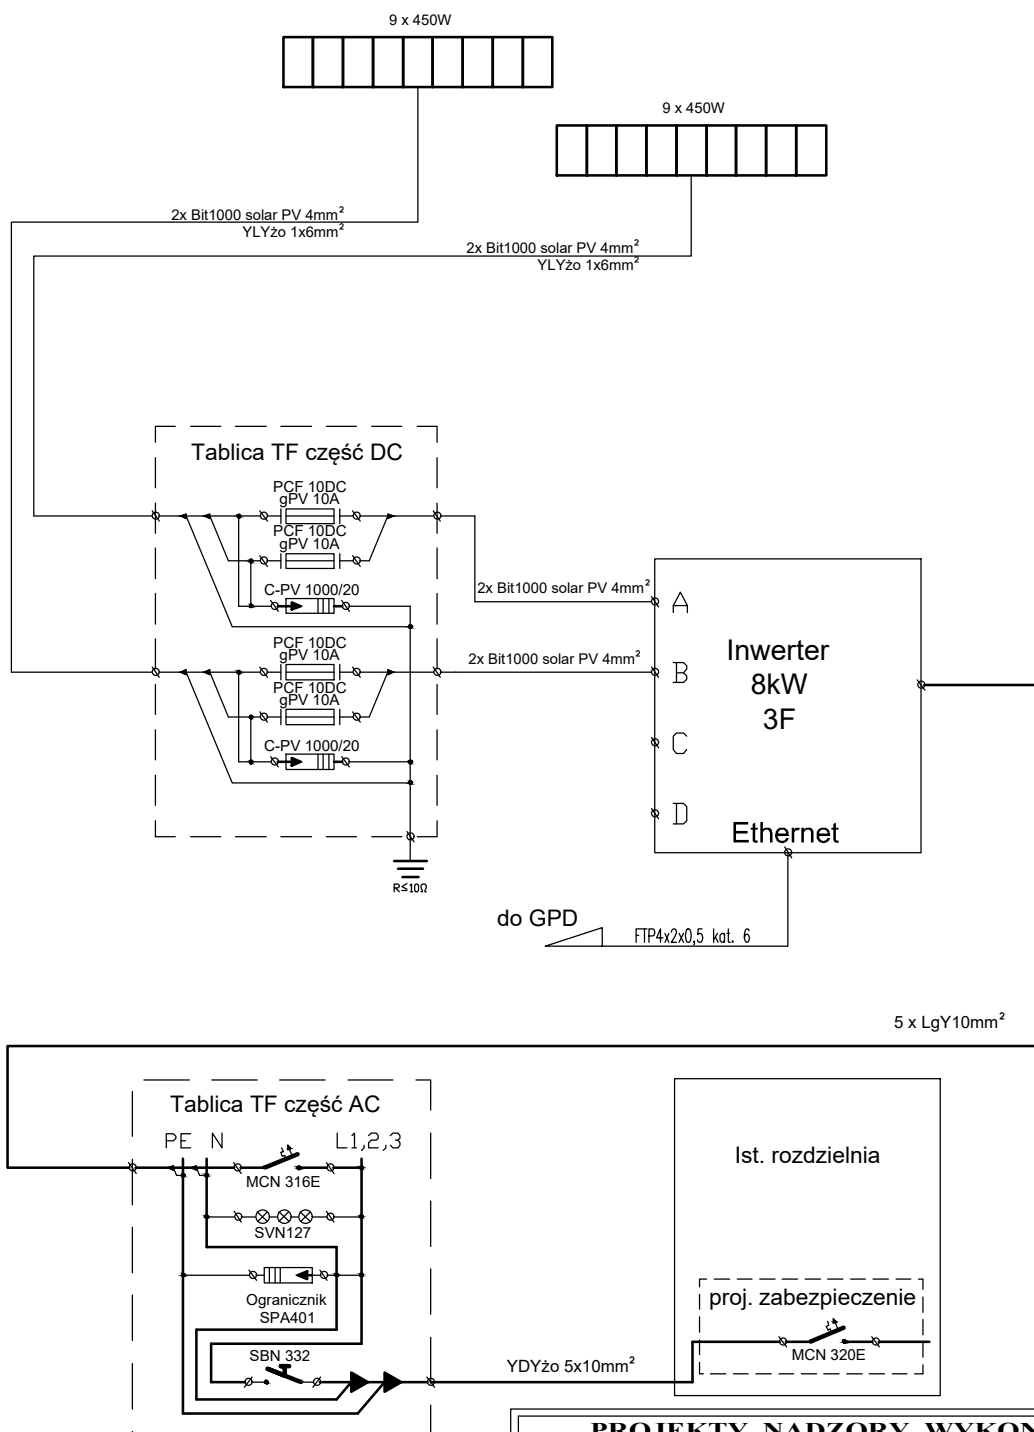 9 x 450W
9 x 450W
2x Bit1000 solar PV 4mm²
YLYżo 1x6mm²
2x Bit1000 solar PV 4mm²
YLYżo 1x6mm²
Tablica TF część DC
PCF 10DC
gPV 10A
PCF 10DC
gPV 10A
C-PV 1000/20
2x Bit1000 solar PV 4mm²
A
PCF 10DC
gPV 10A
PCF 10DC
gPV 10A
C-PV 1000/20
2x Bit1000 solar PV 4mm²
B
Inwerter
8kW
3F
C
D
Ethernet
R≤10Ω
do GPD
FTP4x2x0,5 kat. 6
5 x LgY10mm²
Tablica TF część AC
PE N L1,2,3
MCN 316E
SVN127
Ogranicznik
SPA401
SBN 332
YDYżo 5x10mm²
Ist. rozdzielnia
proj. zabezpieczenie
MCN 320E
PROJEKTY NADZORY WYKON